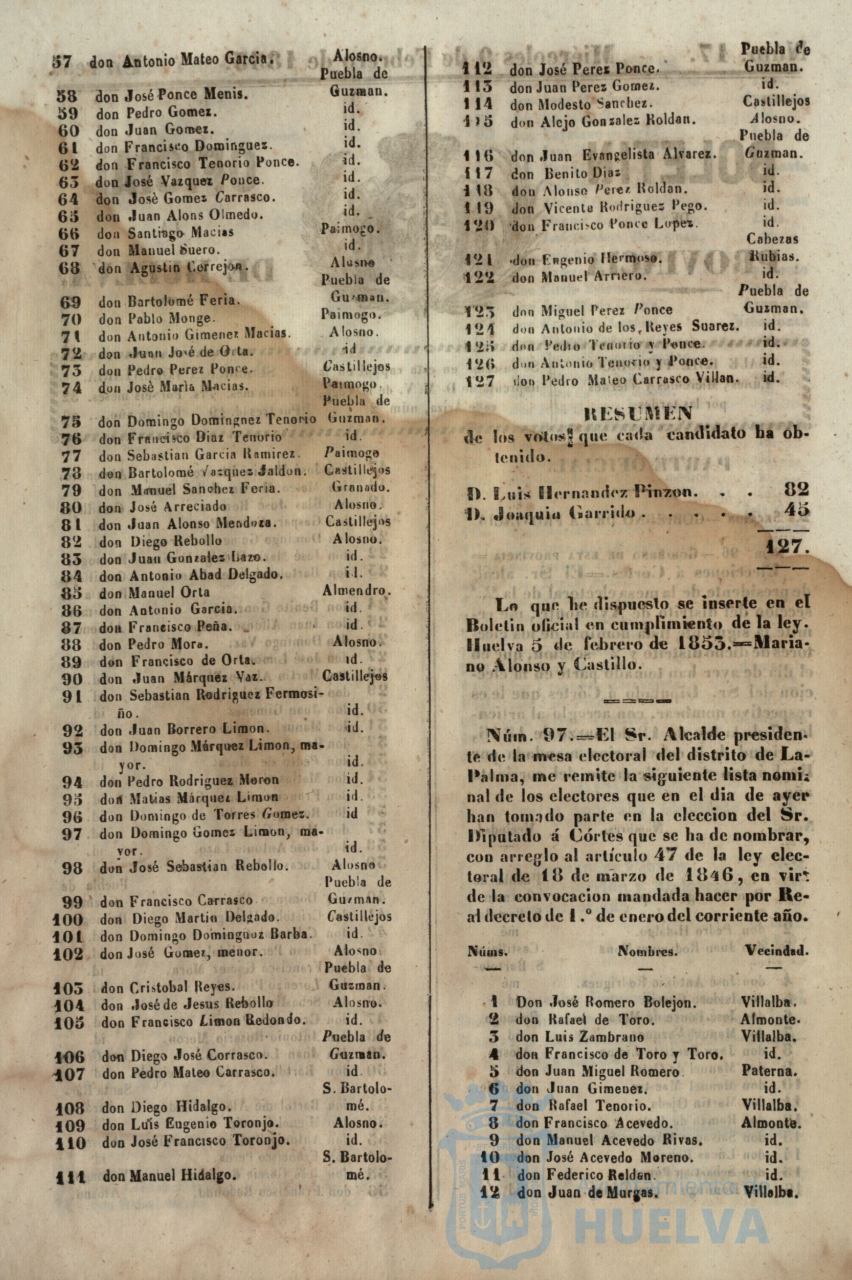 57 don Antonio Mateo Garcia. Alosno.
Puebla de
58 don José Ponce Menis. Guzman.
59 don Pedro Gomez. id.
60 don Juan Gomez. id.
61 don Francisco Dominguez. id.
62 don Francisco Tenorio Ponce. id.
63 don José Vazquez Ponce. id.
64 don Josè Gomez Carrasco. id.
65 don Juan Alons Olmedo. id.
66 don Santiago Macias Paimogo.
67 don Manuel Suero. id.
68 don Agustin Correjon. Alosno
Puebla de
69 don Bartolomé Feria. Guzman.
70 don Pablo Monge. Paimogo.
71 don Antonio Gimenez Macias. Alosno.
72 don Juan José de Orta. id
73 don Pedro Perez Ponce. Castillejos
74 don Josè Marìa Macias. Paimogo.
Puebla de
75 don Domingo Domingnez Tenorio Guzman.
76 don Francisco Diaz Tenorio id.
77 don Sebastian Garcia Ramirez. Paimogo
78 don Bartolomé Vazquez Jaldon. Castillejos
79 don Manuel Sanchez Feria. Granado.
80 don José Arreciado Alosno.
81 don Juan Alonso Mendoza. Castillejos
82 don Diego Rebollo Alosno.
83 don Juan Gonzalez Lazo. id.
84 don Antonio Abad Delgado. il.
85 don Manuel Orta Almendro.
86 don Antonio Garcia. id.
87 don Francisco Peña. id.
88 don Pedro Mora. Alosno.
89 don Francisco de Orta. id.
90 don Juan Márquez Vaz. Castillejos
91 don Sebastian Rodriguez Fermosi-
ño. id.
92 don Juan Borrero Limon. id.
93 don Domingo Márquez Limon, ma-
yor. id.
94 don Pedro Rodriguez Moron id.
95 don Matias Márquez Limon id.
96 don Domingo de Torres Gomez. id
97 don Domingo Gomez Limon, ma-
yor. id.
98 don José Sebastian Rebollo. Alosno
Puebla de
99 don Francisco Carrasco Guzman.
100 don Diego Martin Delgado. Castillejos
101 don Domingo Dominguez Barba. id.
102 don José Gomez, menor. Alosno
Puebla de
103 don Cristobal Reyes. Guzman.
104 don José de Jesus Rebollo Alosno.
105 don Francisco Limon Redondo. id.
Puebla de
106 don Diego José Corrasco. Guzman.
107 don Pedro Mateo Carrasco. id
S. Bartolo-
108 don Diego Hidalgo. mé.
109 don Luis Eugenio Toronjo. Alosno.
110 don José Francisco Toronjo. id.
S. Bartolo-
111 don Manuel Hidalgo. mé.
Puebla de
112 don José Perez Ponce. Guzman.
113 don Juan Perez Gomez. id.
114 don Modesto Sanchez. Castillejos
115 don Alejo Gonzalez Roldan. Alosno.
Puebla de
116 don Juan Evangelista Alvarez. Guzman.
117 don Benito Diaz id.
118 don Alonso Perez Roldan. id.
119 don Vicente Rodriguez Pego. id.
120 don Francisco Ponce Lopez. id.
Cabezas
121 don Engenio Hermoso. Rubias.
122 don Manuel Arriero. id.
Puebla de
123 don Miguel Perez Ponce Guzman.
124 don Antonio de los Reyes Suarez. id.
125 don Pedro Tenorio y Ponce. id.
126 don Antonio Tenorio y Ponce. id.
127 don Pedro Mateo Carrasco Villan. id.
RESUMEN
de los votos que cada candidato ha ob-
tenido.
D. Luis Hernandez Pinzon. . . 82
D. Joaquin Garrido . . . . . 45
127.
Lo que he dispuesto se inserte en el
Boletin oficial en cumplimiento de la ley.
Huelva 5 de febrero de 1853.=Maria-
no Alonso y Castillo.
Núm. 97.=El Sr. Alcalde presiden-
te de la mesa electoral del distrito de La-
Palma, me remite la siguiente lista nomi-
nal de los electores que en el dia de ayer
han tomado parte en la eleccion del Sr.
Diputado á Córtes que se ha de nombrar,
con arreglo al artículo 47 de la ley elec-
toral de 18 de marzo de 1846, en virt
de la convocacion mandada hacer por Re-
al decreto de 1.º de enero del corriente año.
Núms. Nombres. Vecindad.
1 Don José Romero Bolejon. Villalba.
2 don Rafael de Toro. Almonte.
3 don Luis Zambrano Villalba.
4 don Francisco de Toro y Toro. id.
5 don Juan Miguel Romero Paterna.
6 don Juan Gimenez. id.
7 don Rafael Tenorio. Villalba.
8 don Francisco Acevedo. Almonte.
9 don Manuel Acevedo Rivas. id.
10 don José Acevedo Moreno. id.
11 don Federico Reldan. id.
12 don Juan de Murgas. Villalba.
HUELVA